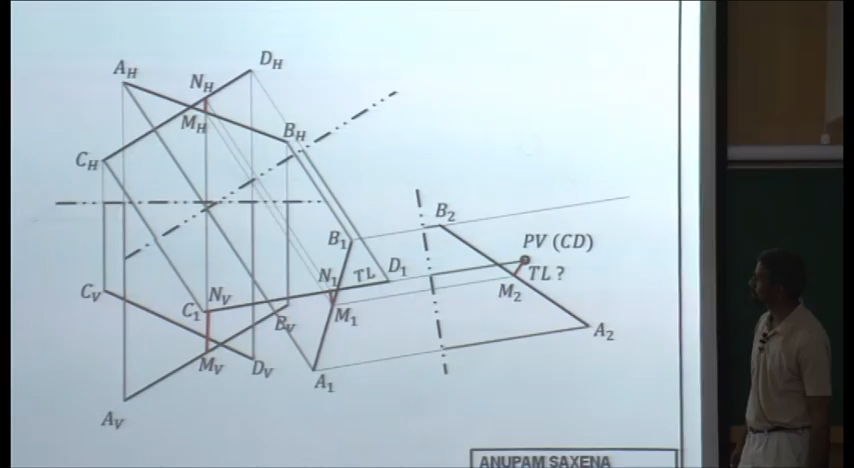 A_H
N_H
D_H
M_H
B_H
C_H
B_2
B_1
PV (CD)
N_1
TL
D_1
TL ?
C_V
N_V
C_1
M_2
B_V
M_1
A_2
M_V
D_V
A_1
A_V
ANUPAM SAXENA